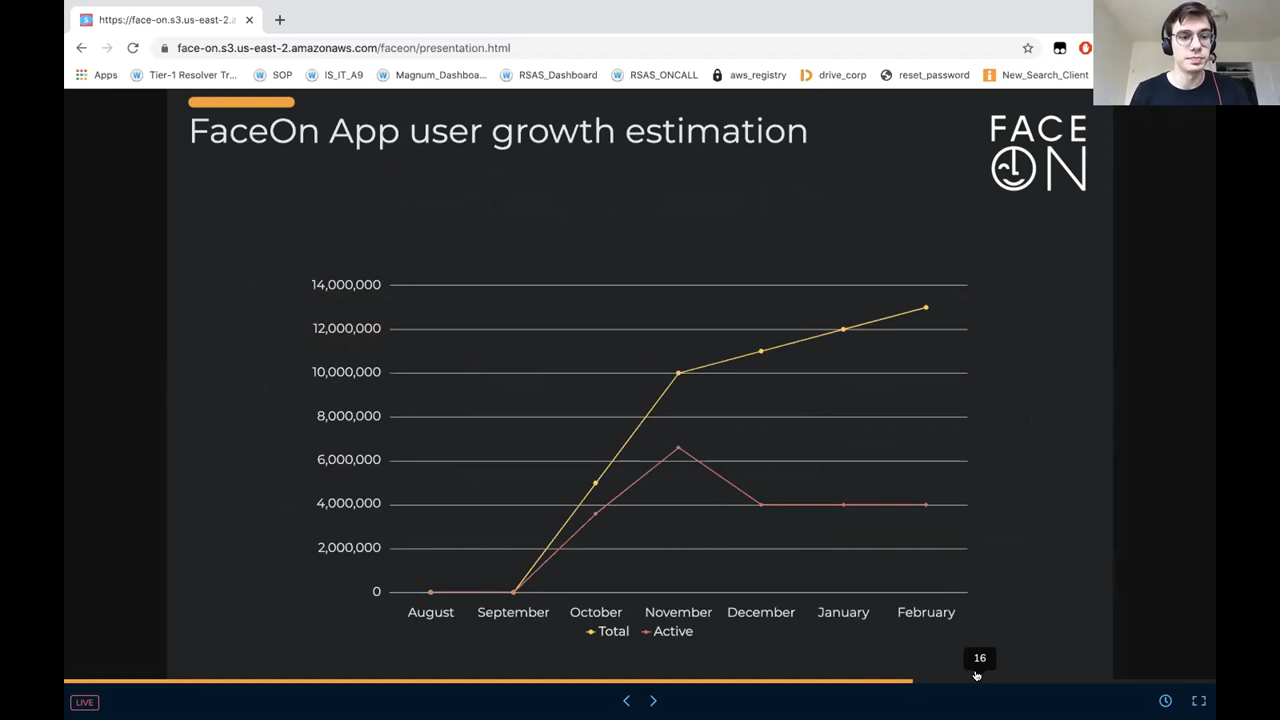 https://face-on.s3.us-east-2.a
face-on.s3.us-east-2.amazonaws.com/faceon/presentation.html
Apps
Tier-1 Resolver Tr...
SOP
IS_IT_A9
Magnum_Dashboa...
RSAS_Dashboard
RSAS_ONCALL
aws_registry
drive_corp
reset_password
New_Search_Client
FaceOn App user growth estimation
FACE
ON
14,000,000
12,000,000
10,000,000
8,000,000
6,000,000
4,000,000
2,000,000
0
August September October November December January February
Total Active
16
LIVE